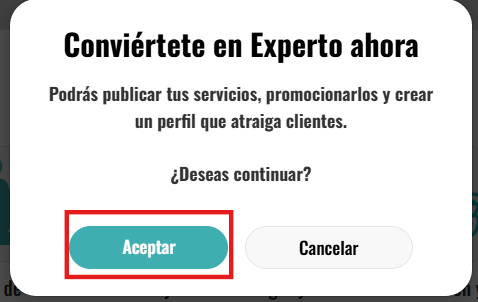 Conviértete en Experto ahora
Podrás publicar tus servicios, promocionarlos y crear
un perfil que atraiga clientes.
¿Deseas continuar?
Aceptar
Cancelar
de